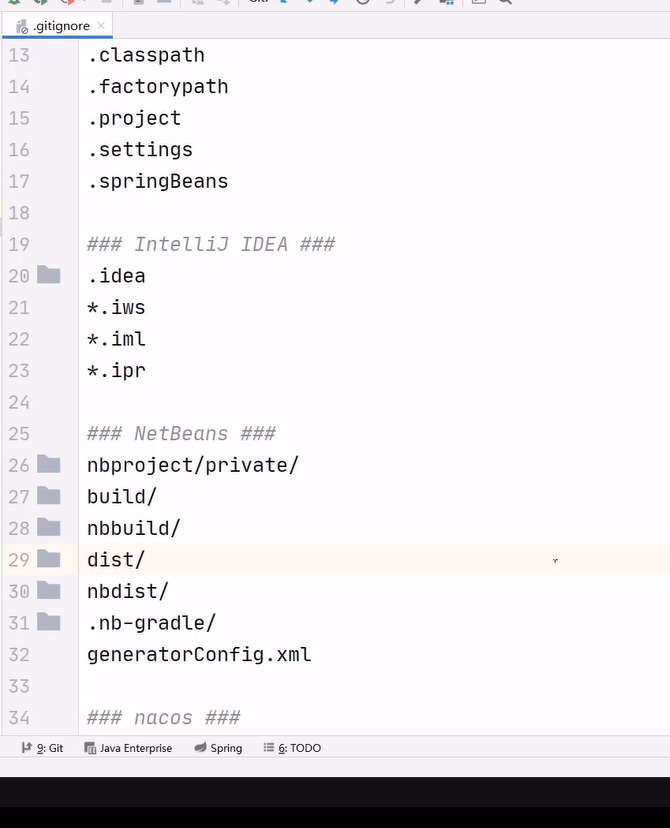 .gitignore
13 .classpath
14 .factorypath
15 .project
16 .settings
17 .springBeans
18
19 ### IntelliJ IDEA ###
20 .idea
21 *.iws
22 *.iml
23 *.ipr
24
25 ### NetBeans ###
26 nbproject/private/
27 build/
28 nbbuild/
29 dist/
30 nbdist/
31 .nb-gradle/
32 generatorConfig.xml
33
34 ### nacos ###
9: Git Java Enterprise Spring 6: TODO